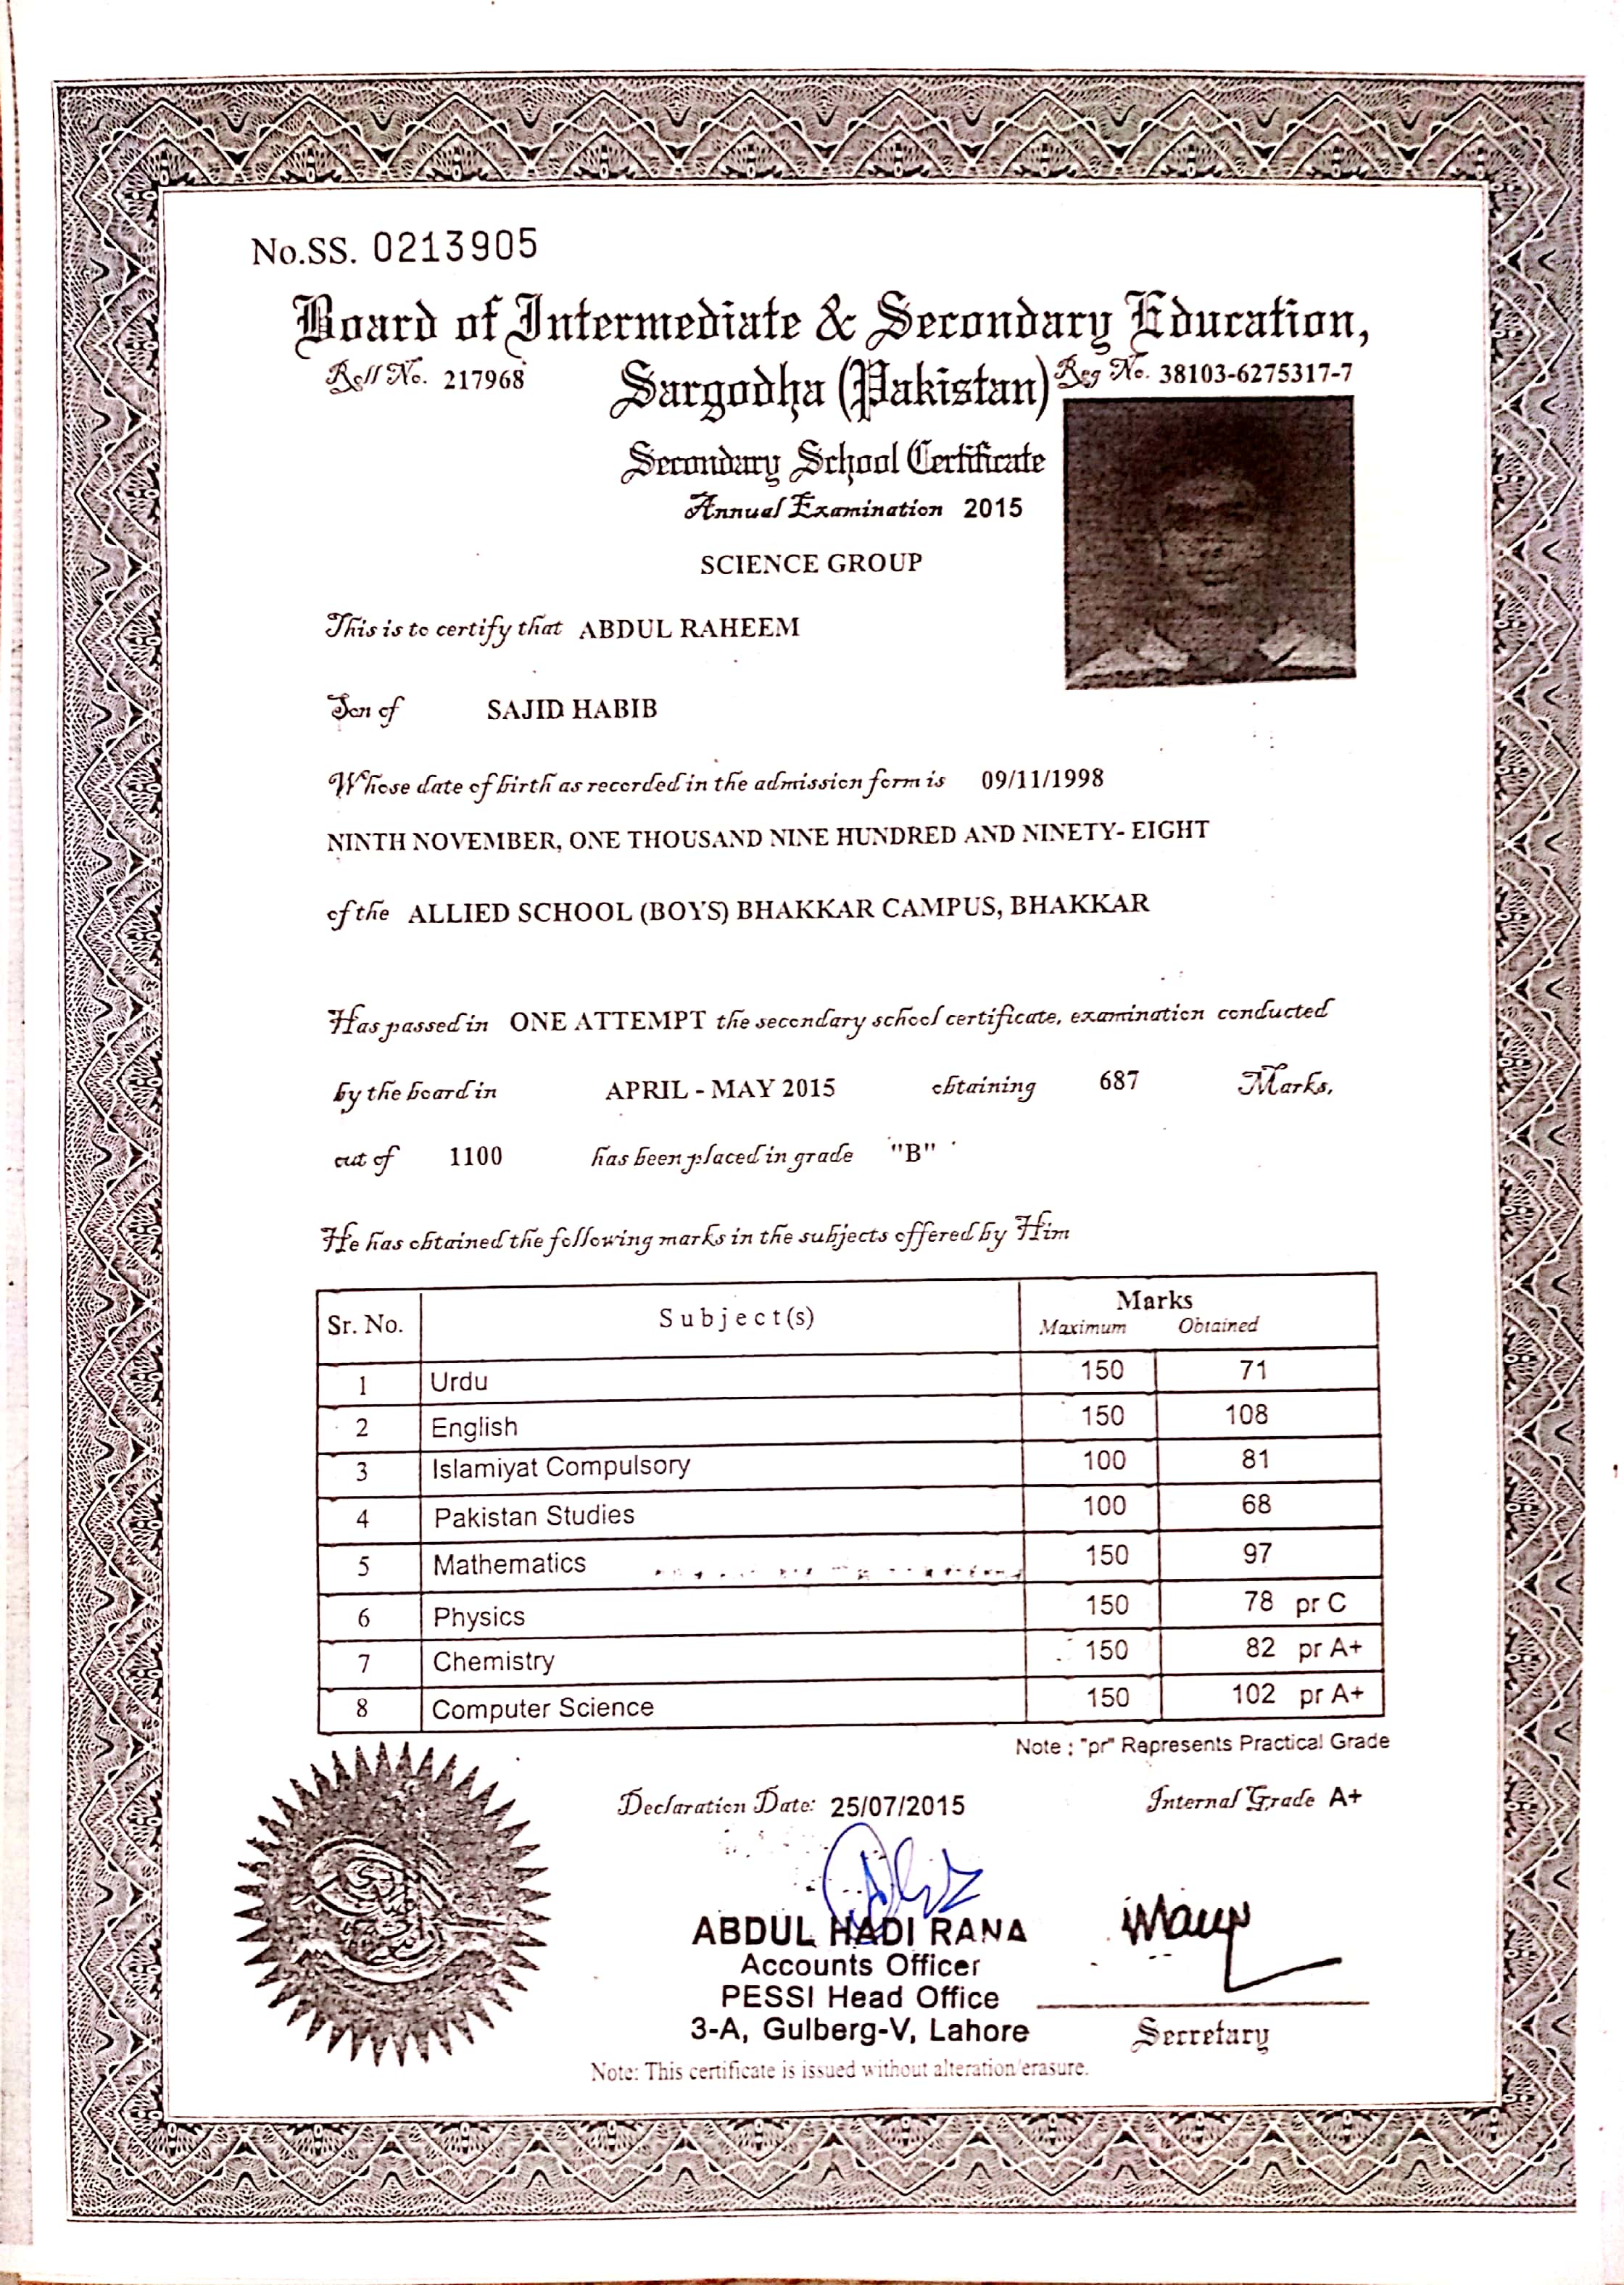 No.SS. 0213905
Board of Intermediate & Secondary Education,
Roll No. 217968
Sargodha (Pakistan)
Reg No. 38103-6275317-7
Secondary School Certificate
Annual Examination 2015
SCIENCE GROUP
This is to certify that ABDUL RAHEEM
Son of SAJID HABIB
Whose date of birth as recorded in the admission form is 09/11/1998
NINTH NOVEMBER, ONE THOUSAND NINE HUNDRED AND NINETY- EIGHT
of the ALLIED SCHOOL (BOYS) BHAKKAR CAMPUS, BHAKKAR
Has passed in ONE ATTEMPT the secondary school certificate, examination conducted
by the board in APRIL - MAY 2015 obtaining 687 Marks,
out of 1100 has been placed in grade "B"
He has obtained the following marks in the subjects offered by Him
Sr. No. Subject(s) Marks
Maximum Obtained
1 Urdu 150 71
2 English 150 108
3 Islamiyat Compulsory 100 81
4 Pakistan Studies 100 68
5 Mathematics 150 97
6 Physics 150 78 pr C
7 Chemistry 150 82 pr A+
8 Computer Science 150 102 pr A+
Note : "pr" Represents Practical Grade
Declaration Date: 25/07/2015 Internal Grade A+
ABDUL HADI RANA
Accounts Officer
PESSI Head Office
3-A, Gulberg-V, Lahore
Secretary
Note: This certificate is issued without alteration/erasure.